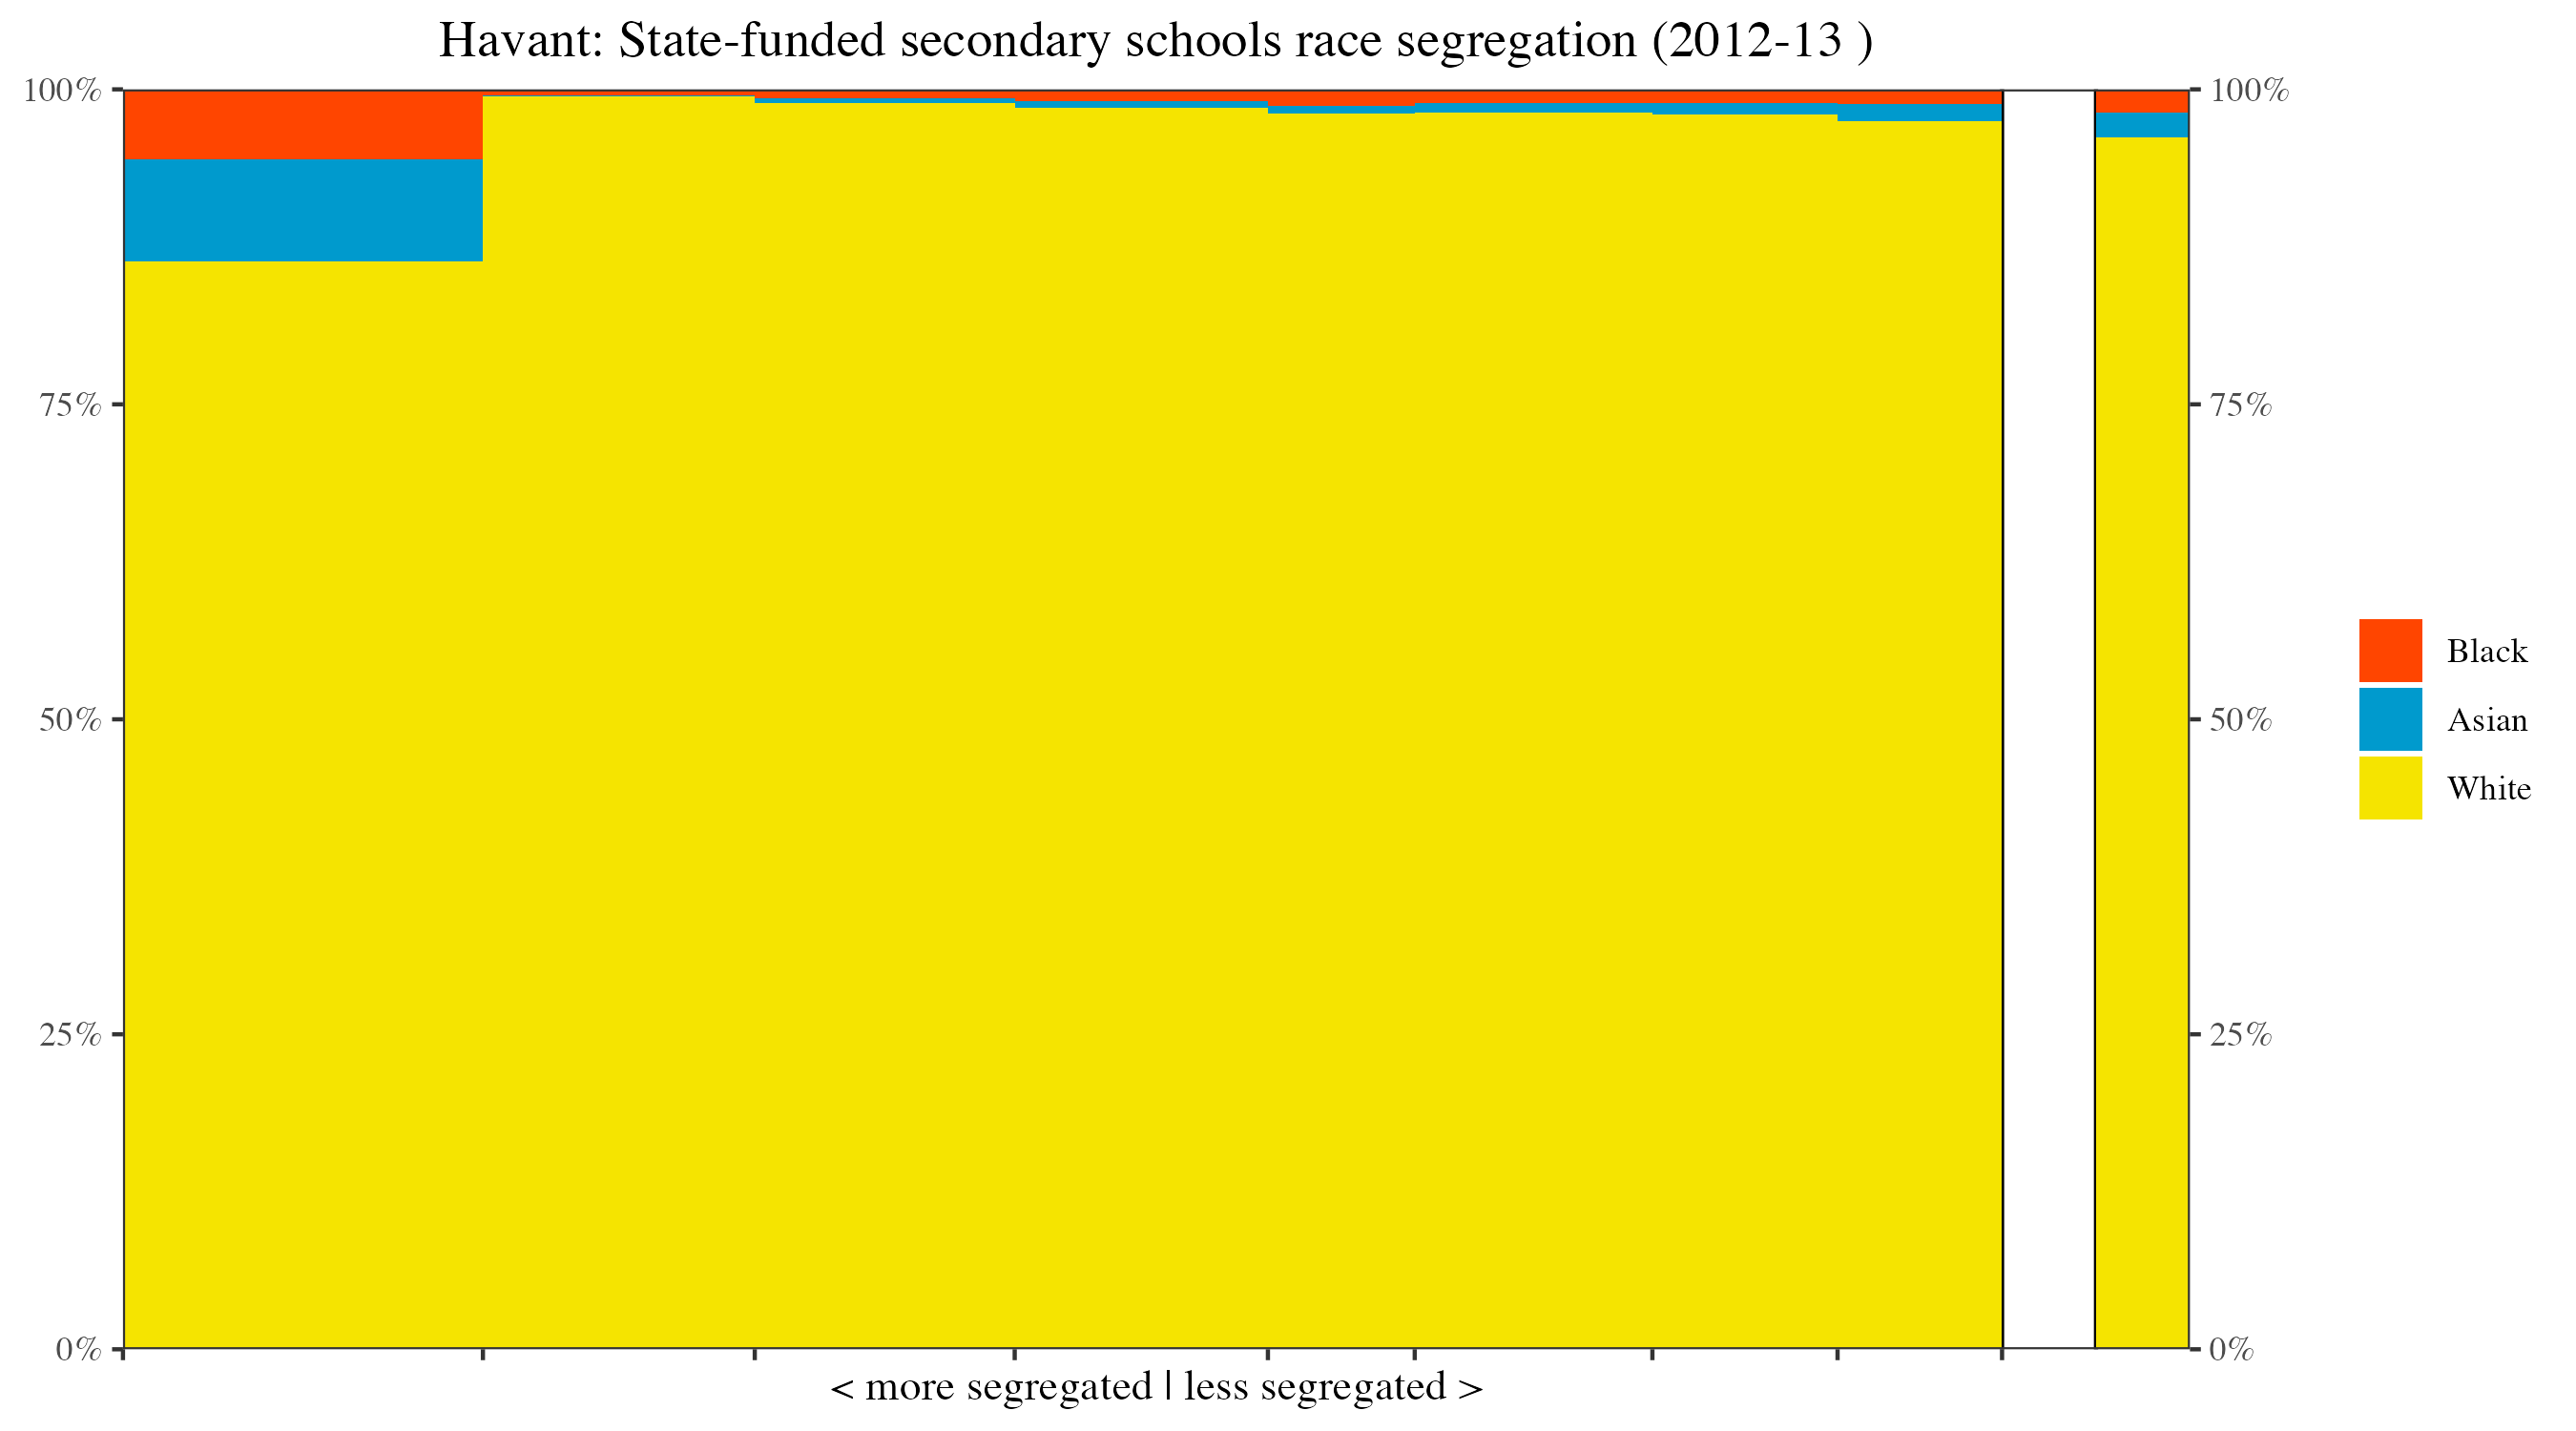 Havant: State-funded secondary schools race segregation (2012-13 )
100%
75%
50%
25%
0%
100%
75%
50%
25%
0%
Black
Asian
White
< more segregated | less segregated >